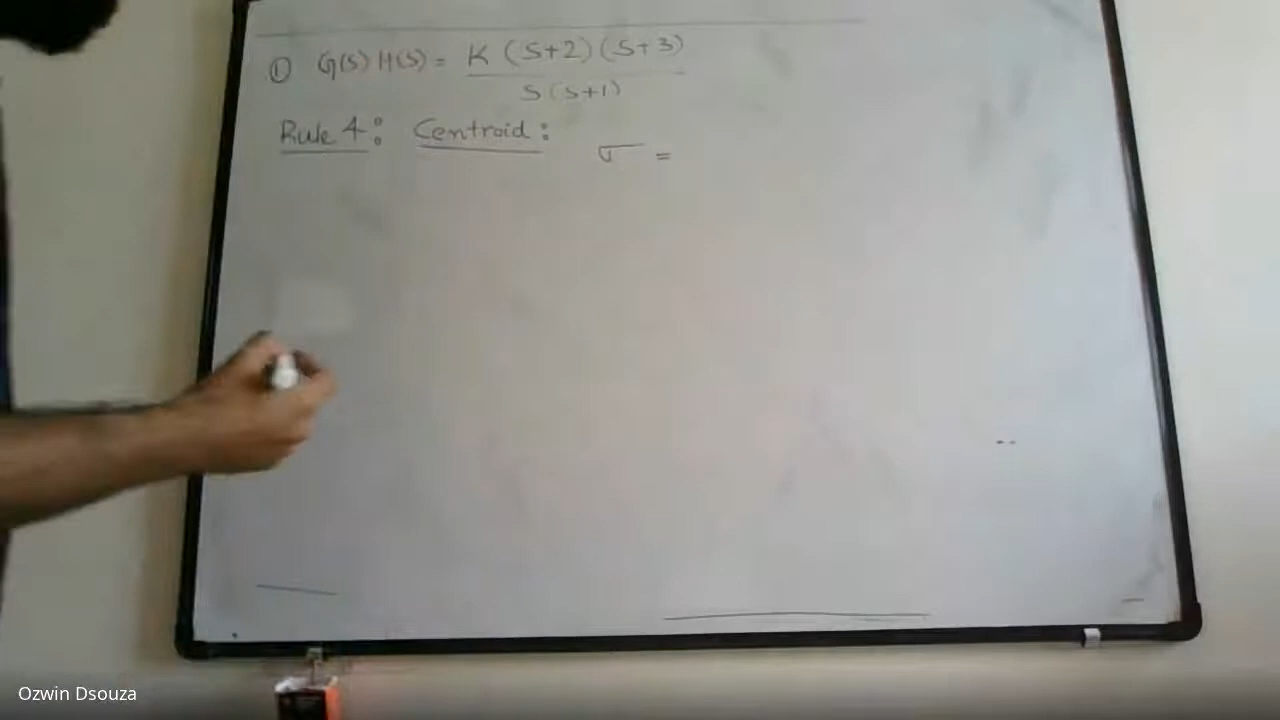 ① G(s) H(s) = K (S+2) (S+3)
S (S+1)
Rule 4: Centroid: σ =
Ozwin Dsouza